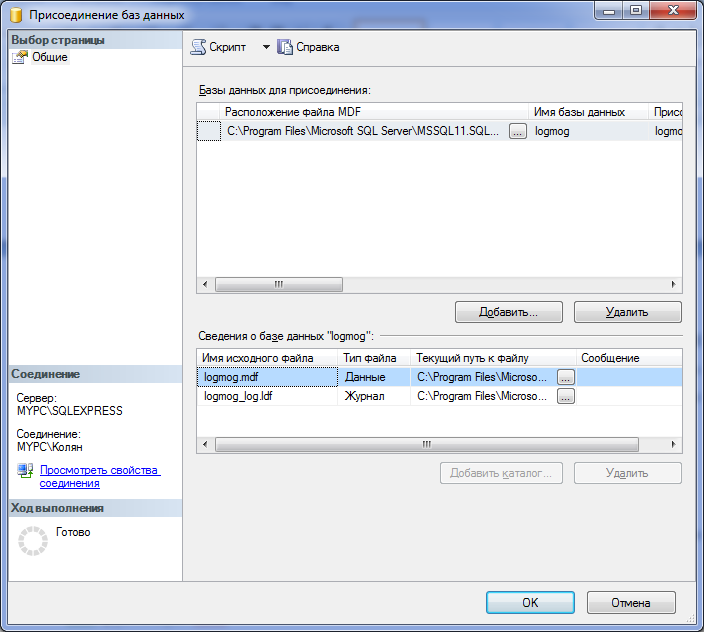 Присоединение баз данных
Выбор страницы
Общие
Скрипт
Справка
Базы данных для присоединения:
Расположение файла MDF Имя базы данных Присо
C:\Program Files\Microsoft SQL Server\MSSQL11.SQL... ... logmog logmo
Добавить... Удалить
Сведения о базе данных "logmog":
Имя исходного файла Тип файла Текущий путь к файлу Сообщение
logmog.mdf Данные C:\Program Files\Microso... ...
logmog_log.ldf Журнал C:\Program Files\Microso... ...
Добавить каталог... Удалить
Соединение
Сервер:
MYPC\SQLEXPRESS
Соединение:
MYPC\Колян
Просмотреть свойства
соединения
Ход выполнения
Готово
OK Отмена